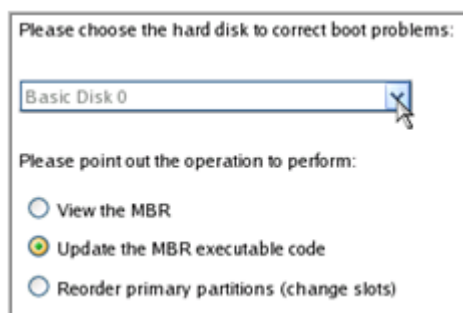 Please choose the hard disk to correct boot problems:
Basic Disk 0
Please point out the operation to perform:
View the MBR
Update the MBR executable code
Reorder primary partitions (change slots)